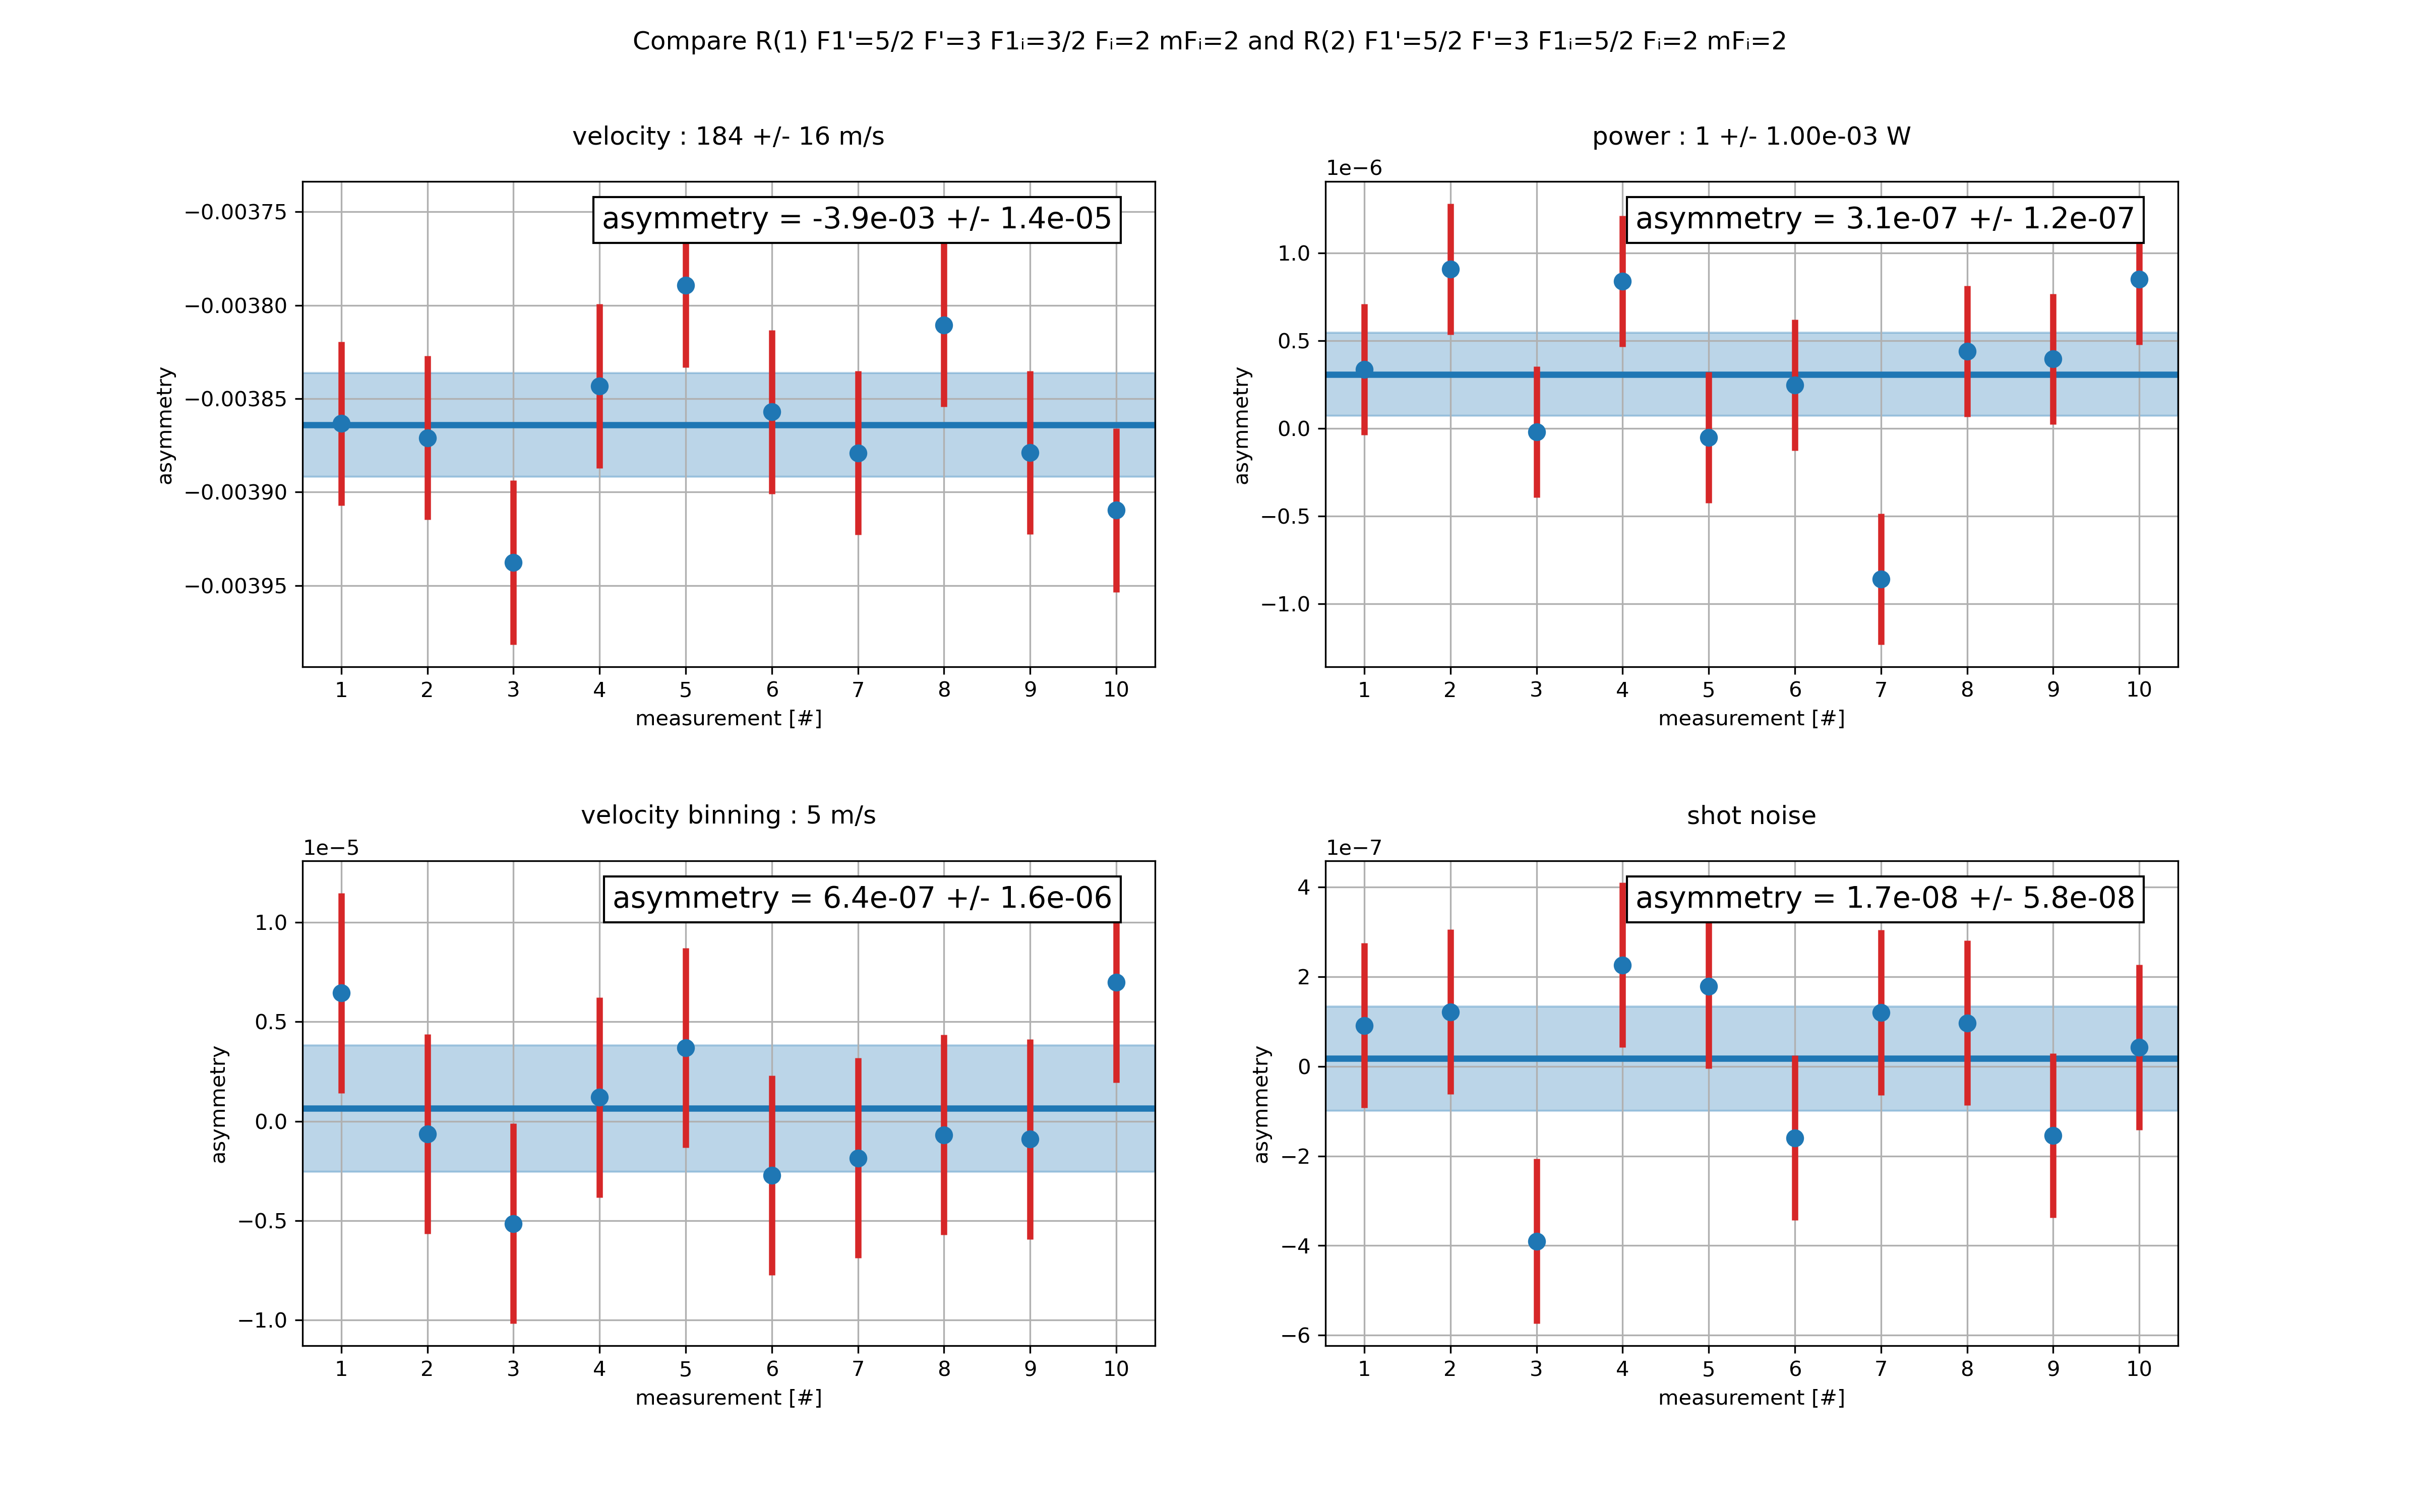 Compare R(1) F1'=5/2 F'=3 F1ᵢ=3/2 Fᵢ=2 mFᵢ=2 and R(2) F1'=5/2 F'=3 F1ᵢ=5/2 Fᵢ=2 mFᵢ=2
velocity : 184 +/- 16 m/s
asymmetry = -3.9e-03 +/- 1.4e-05
−0.00375
−0.00380
−0.00385
−0.00390
−0.00395
asymmetry
1 2 3 4 5 6 7 8 9 10
measurement [#]
power : 1 +/- 1.00e-03 W
1e−6
asymmetry = 3.1e-07 +/- 1.2e-07
1.0
0.5
0.0
−0.5
−1.0
asymmetry
1 2 3 4 5 6 7 8 9 10
measurement [#]
velocity binning : 5 m/s
1e−5
asymmetry = 6.4e-07 +/- 1.6e-06
1.0
0.5
0.0
−0.5
−1.0
asymmetry
1 2 3 4 5 6 7 8 9 10
measurement [#]
shot noise
1e−7
asymmetry = 1.7e-08 +/- 5.8e-08
4
2
0
−2
−4
−6
asymmetry
1 2 3 4 5 6 7 8 9 10
measurement [#]